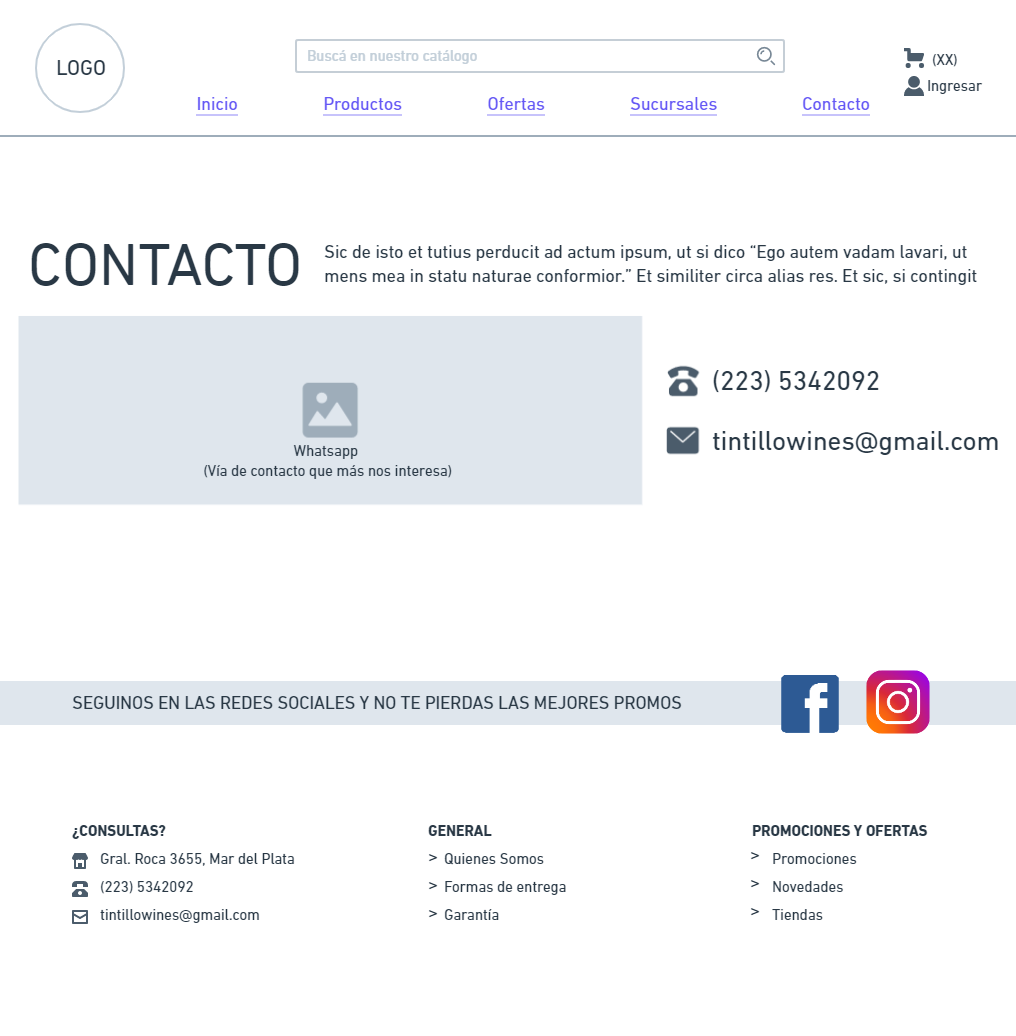 LOGO
Buscá en nuestro catálogo
(XX)
Ingresar
Inicio
Productos
Ofertas
Sucursales
Contacto
CONTACTO
Sic de isto et tutius perducit ad actum ipsum, ut si dico “Ego autem vadam lavari, ut
mens mea in statu naturae conformior.” Et similiter circa alias res. Et sic, si contingit
Whatsapp
(Vía de contacto que más nos interesa)
(223) 5342092
tintillowines@gmail.com
SEGUINOS EN LAS REDES SOCIALES Y NO TE PIERDAS LAS MEJORES PROMOS
¿CONSULTAS?
Gral. Roca 3655, Mar del Plata
(223) 5342092
tintillowines@gmail.com
GENERAL
> Quienes Somos
> Formas de entrega
> Garantía
PROMOCIONES Y OFERTAS
> Promociones
> Novedades
> Tiendas